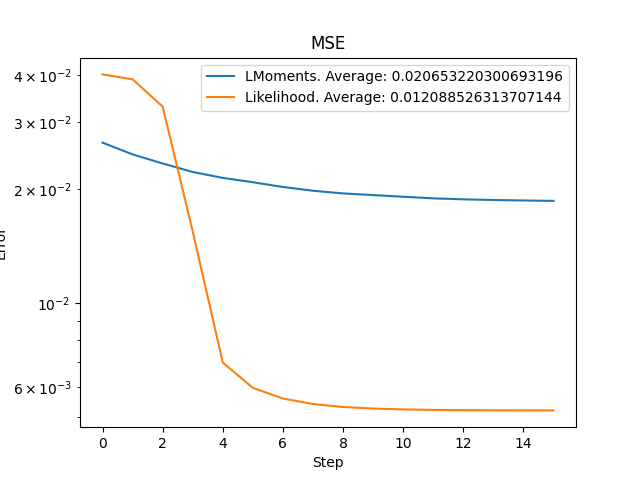 MSE
LMoments. Average: 0.020653220300693196
Likelihood. Average: 0.012088526313707144
4 × 10⁻²
3 × 10⁻²
2 × 10⁻²
10⁻²
6 × 10⁻³
Error
0 2 4 6 8 10 12 14
Step